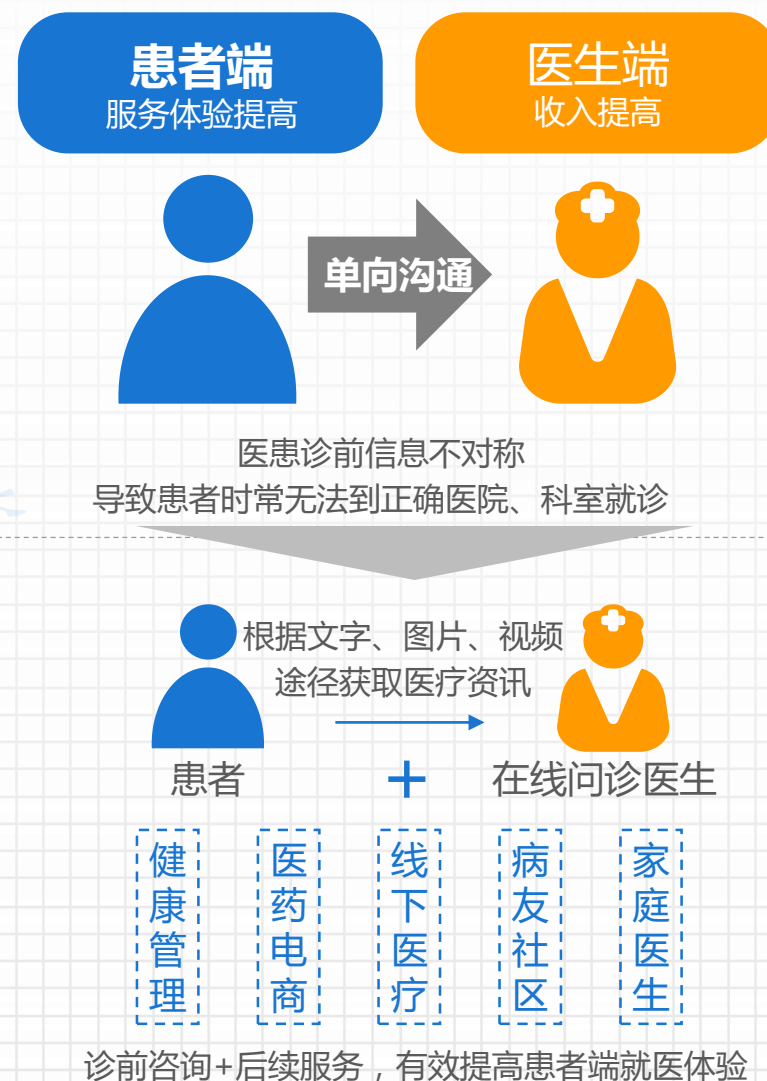 患者端
服务体验提高
医生端
收入提高
单向沟通
医患诊前信息不对称
导致患者时常无法到正确医院、科室就诊
根据文字、图片、视频
途径获取医疗资讯
患者
+
在线问诊医生
健康管理
医药电商
线下医疗
病友社区
家庭医生
诊前咨询+后续服务，有效提高患者端就医体验